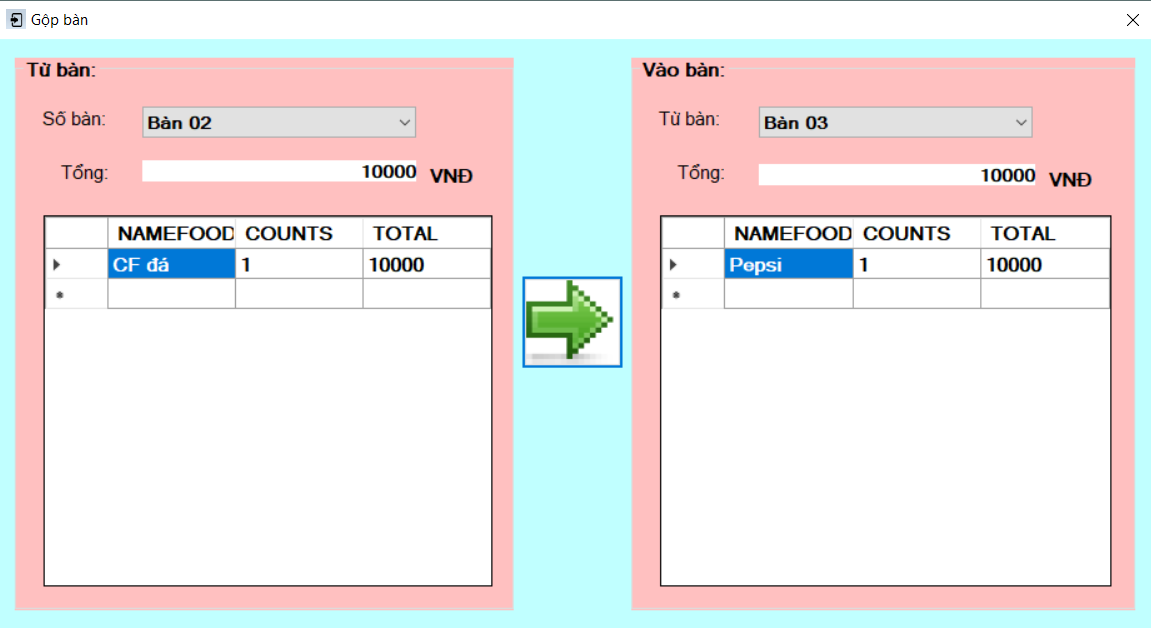 Gộp bàn
Từ bàn:
Số bàn: Bàn 02
Tổng: 10000 VNĐ
NAMEFOOD COUNTS TOTAL
CF đá 1 10000
Vào bàn:
Từ bàn: Bàn 03
Tổng: 10000 VNĐ
NAMEFOOD COUNTS TOTAL
Pepsi 1 10000